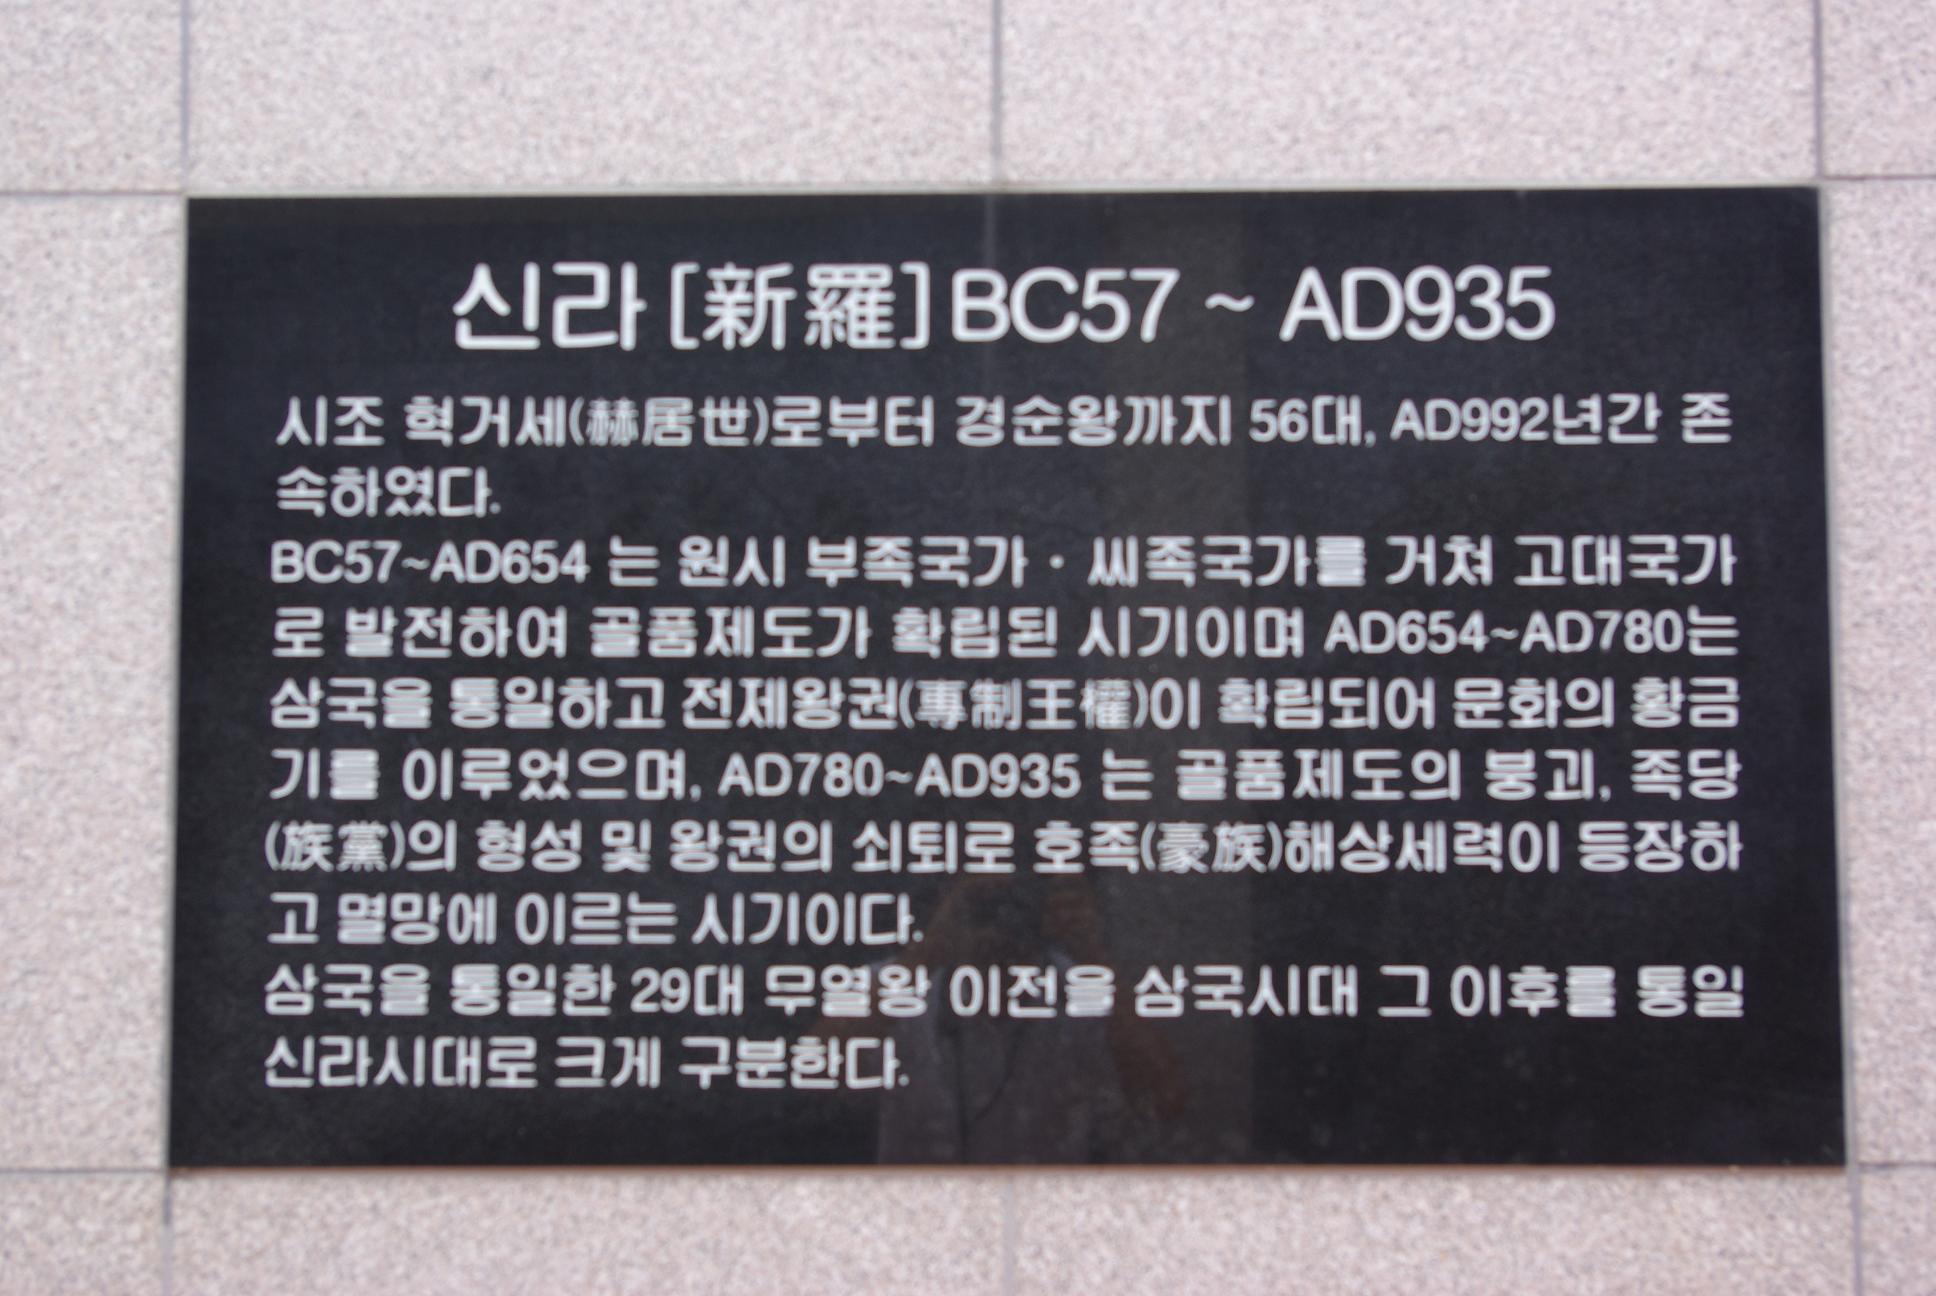 신라[新羅]BC57 ~ AD935
시조 혁거세(赫居世)로부터 경순왕까지 56대, AD992년간 존
속하였다.
BC57~AD654 는 원시 부족국가 · 씨족국가를 거쳐 고대국가
로 발전하여 골품제도가 확립된 시기이며 AD654~AD780는
삼국을 통일하고 전제왕권(專制王權)이 확립되어 문화의 황금
기를 이루었으며, AD780~AD935 는 골품제도의 붕괴, 족당
(族黨)의 형성 및 왕권의 쇠퇴로 호족(豪族)해상세력이 등장하
고 멸망에 이르는 시기이다.
삼국을 통일한 29대 무열왕 이전을 삼국시대 그 이후를 통일
신라시대로 크게 구분한다.